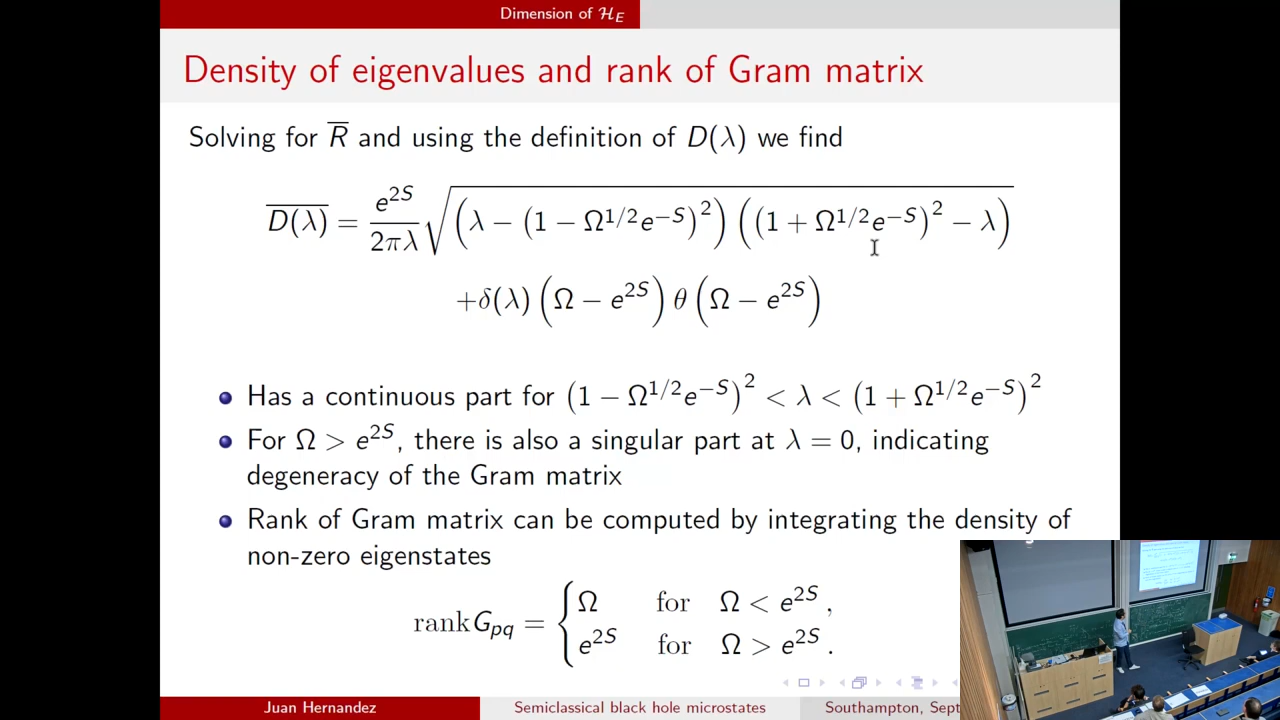 Dimension of ℋ_E
Density of eigenvalues and rank of Gram matrix
Solving for R̅ and using the definition of D(λ) we find
\overline{D(λ)} = \frac{e^{2S}}{2πλ} \sqrt{(λ − (1 − Ω^{1/2}e^{−S})^2) ((1 + Ω^{1/2}e^{−S})^2 − λ)}
+δ(λ) (Ω − e^{2S}) θ (Ω − e^{2S})
Has a continuous part for (1 − Ω^{1/2}e^{−S})^2 < λ < (1 + Ω^{1/2}e^{−S})^2
For Ω > e^{2S}, there is also a singular part at λ = 0, indicating
degeneracy of the Gram matrix
Rank of Gram matrix can be computed by integrating the density of
non-zero eigenstates
rank G_{pq} = { Ω for Ω < e^{2S} ,
e^{2S} for Ω > e^{2S} .
Juan Hernandez Semiclassical black hole microstates Southampton, Sept